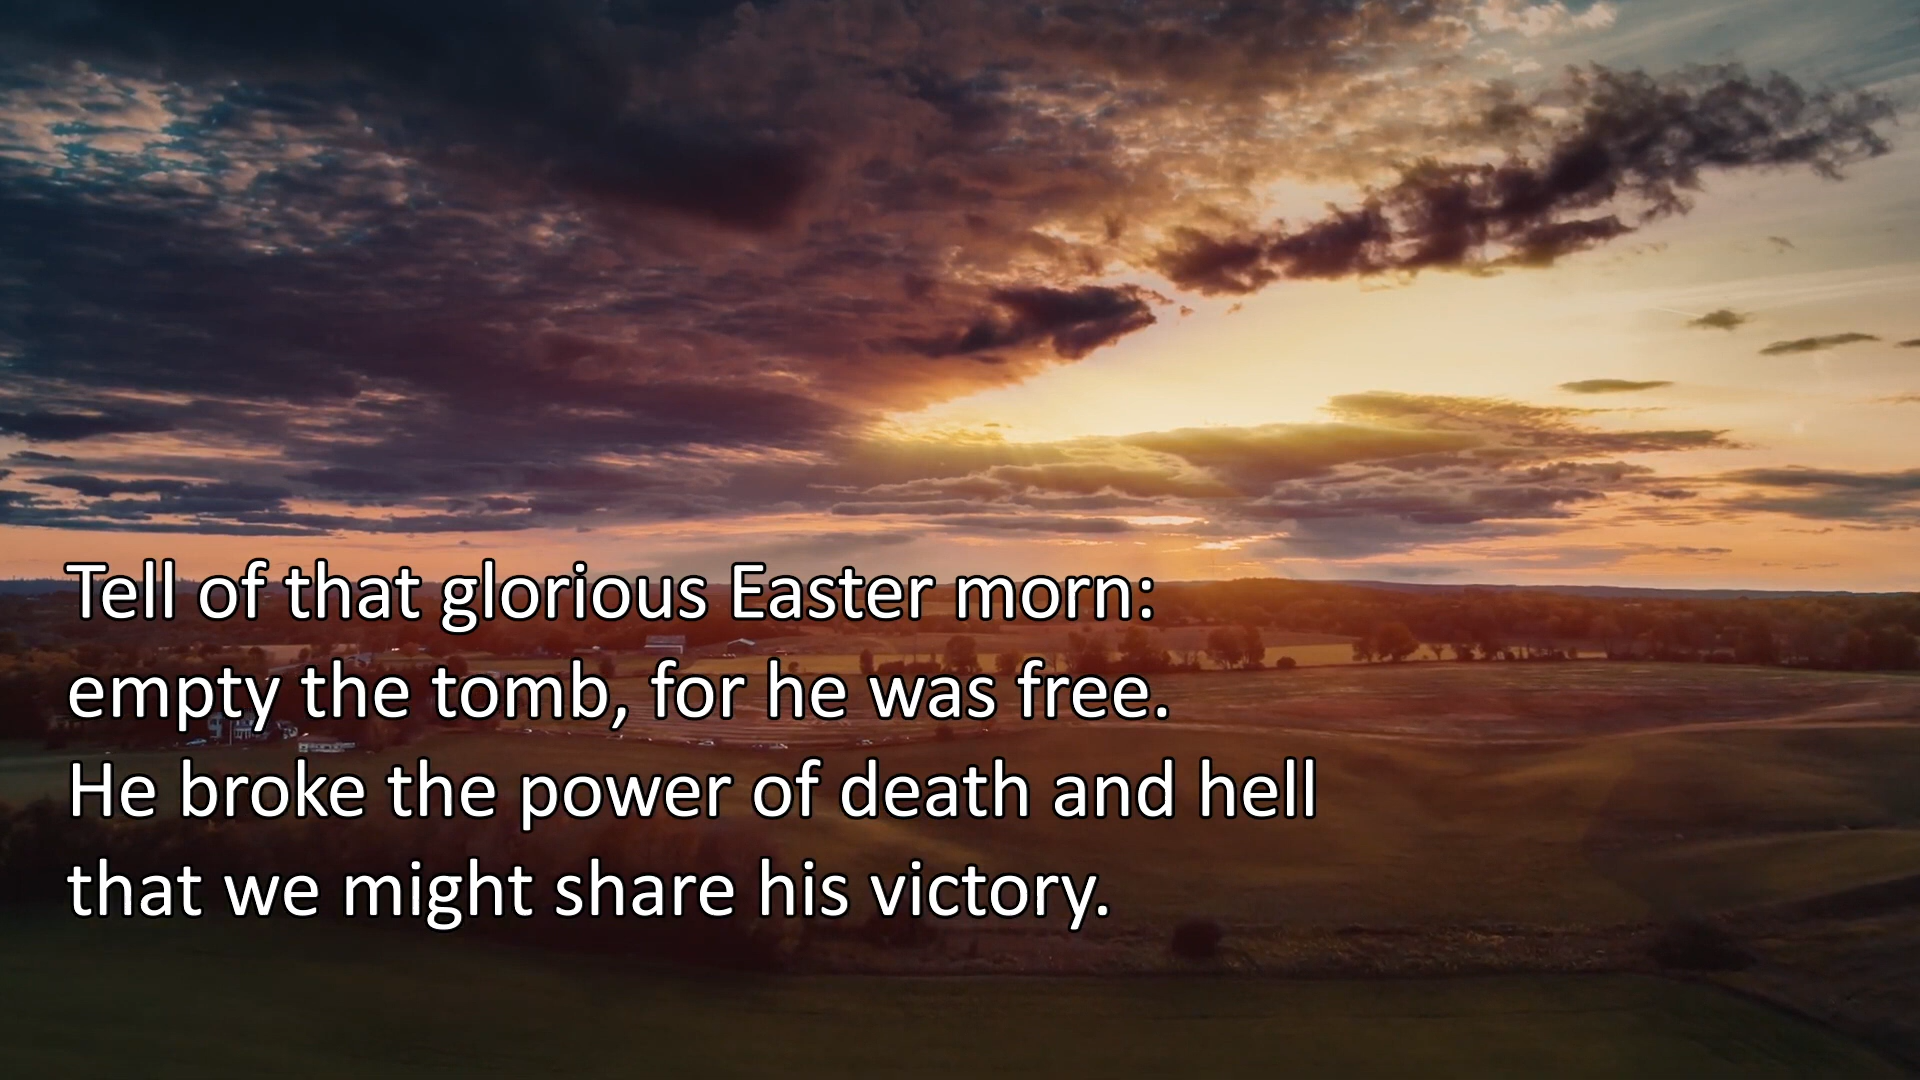 Tell of that glorious Easter morn:
empty the tomb, for he was free.
He broke the power of death and hell
that we might share his victory.